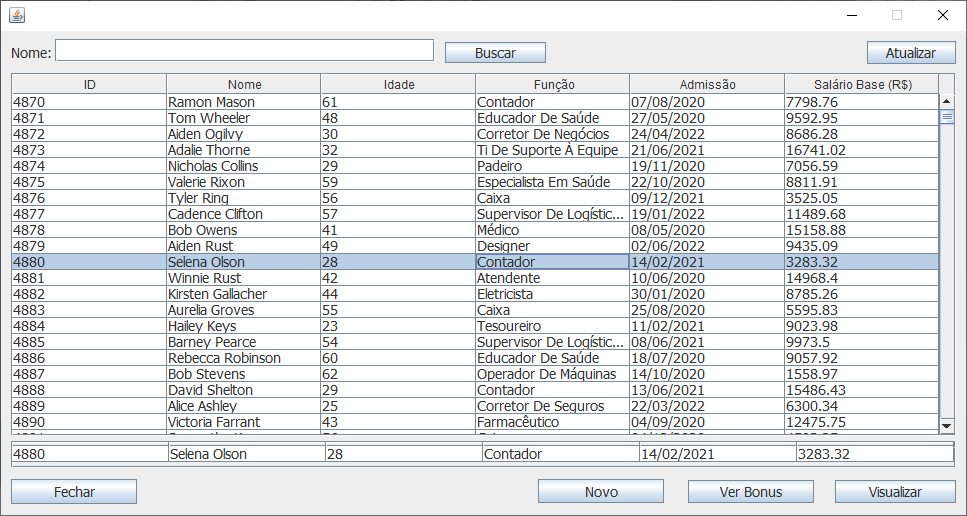 Nome: Buscar Atualizar
ID Nome Idade Função Admissão Salário Base (R$)
4870 Ramon Mason 61 Contador 07/08/2020 7798.76
4871 Tom Wheeler 48 Educador De Saúde 27/05/2020 9592.95
4872 Aiden Ogilvy 30 Corretor De Negócios 24/04/2022 8686.28
4873 Adalie Thorne 32 Ti De Suporte À Equipe 21/06/2021 16741.02
4874 Nicholas Collins 29 Padeiro 19/11/2020 7056.59
4875 Valerie Rixon 59 Especialista Em Saúde 22/10/2020 8811.91
4876 Tyler Ring 56 Caixa 09/12/2021 3525.05
4877 Cadence Clifton 57 Supervisor De Logístic... 19/01/2022 11489.68
4878 Bob Owens 41 Médico 08/05/2020 15158.88
4879 Aiden Rust 49 Designer 02/06/2022 9435.09
4880 Selena Olson 28 Contador 14/02/2021 3283.32
4881 Winnie Rust 42 Atendente 10/06/2020 14968.4
4882 Kirsten Gallacher 44 Eletricista 30/01/2020 8785.26
4883 Aurelia Groves 55 Caixa 25/08/2020 5595.83
4884 Hailey Keys 23 Tesoureiro 11/02/2021 9023.98
4885 Barney Pearce 54 Supervisor De Logístic... 08/06/2021 9973.5
4886 Rebecca Robinson 60 Educador De Saúde 18/07/2020 9057.92
4887 Bob Stevens 62 Operador De Máquinas 14/10/2020 1558.97
4888 David Shelton 29 Contador 13/06/2021 15486.43
4889 Alice Ashley 25 Corretor De Seguros 22/03/2022 6300.34
4890 Victoria Farrant 43 Farmacêutico 04/09/2020 12475.75
4880 Selena Olson 28 Contador 14/02/2021 3283.32
Fechar Novo Ver Bonus Visualizar